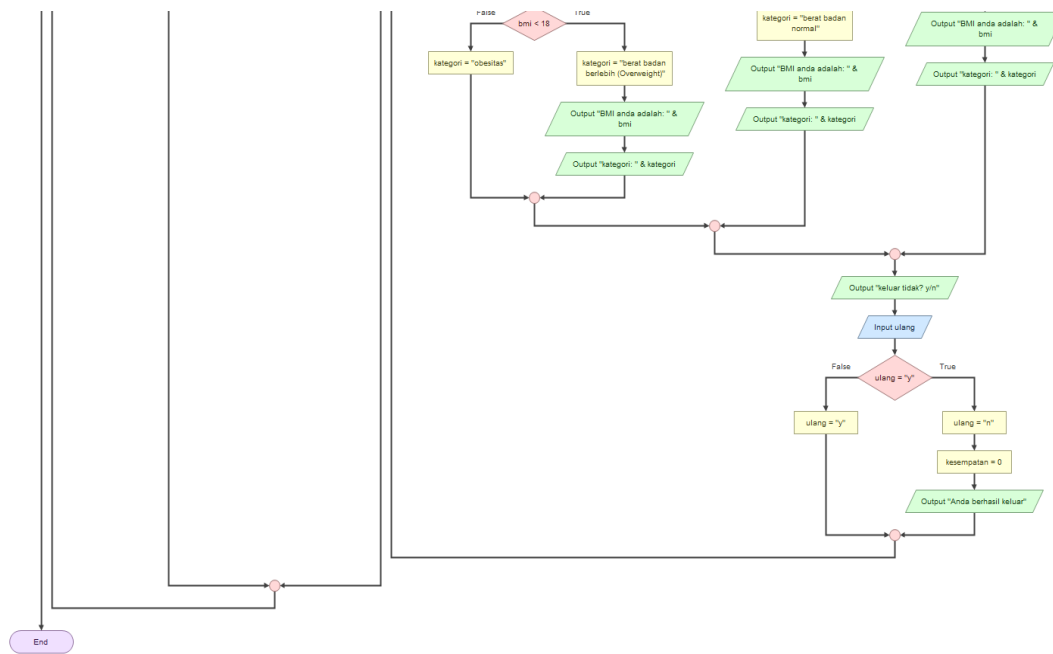 False
True
bmi < 18
kategori = "obesitas"
kategori = "berat badan
berlebih (Overweight)"
Output "BMI anda adalah: " &
bmi
Output "kategori: " & kategori
kategori = "berat badan
normal"
Output "BMI anda adalah: " &
bmi
Output "kategori: " & kategori
Output "BMI anda adalah: " &
bmi
Output "kategori: " & kategori
Output "keluar tidak? y/n"
Input ulang
False
True
ulang = "y"
ulang = "y"
ulang = "n"
kesempatan = 0
Output "Anda berhasil keluar"
End